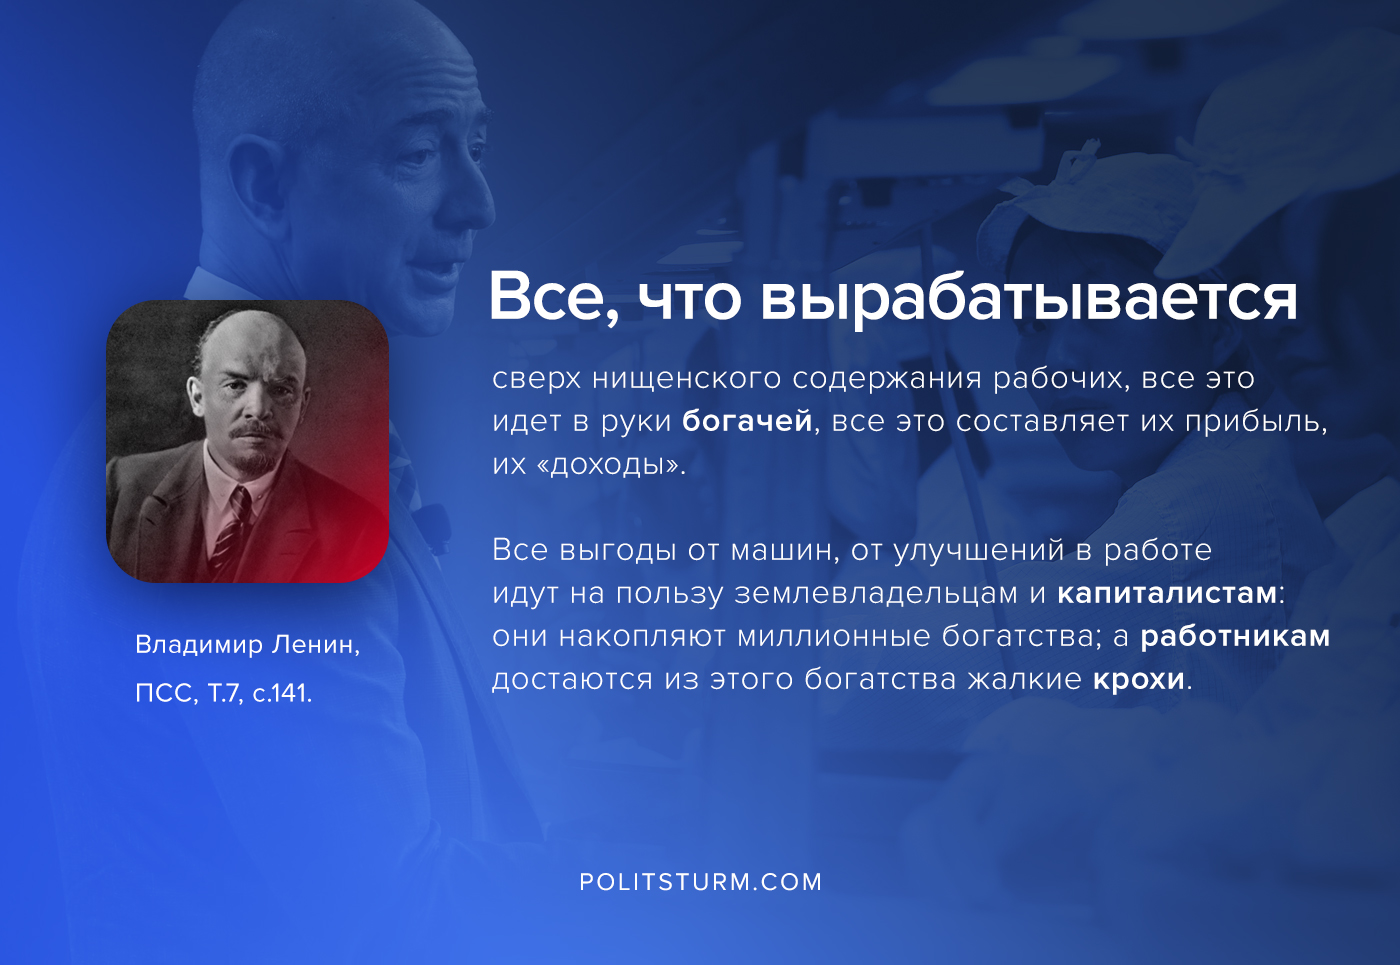 Все, что вырабатывается
сверх нищенского содержания рабочих, все это
идет в руки богачей, все это составляет их прибыль,
их «доходы».
Все выгоды от машин, от улучшений в работе
идут на пользу землевладельцам и капиталистам:
они накопляют миллионные богатства; а работникам
достаются из этого богатства жалкие крохи.
Владимир Ленин,
ПСС, Т.7, с.141.
POLITSTURM.COM